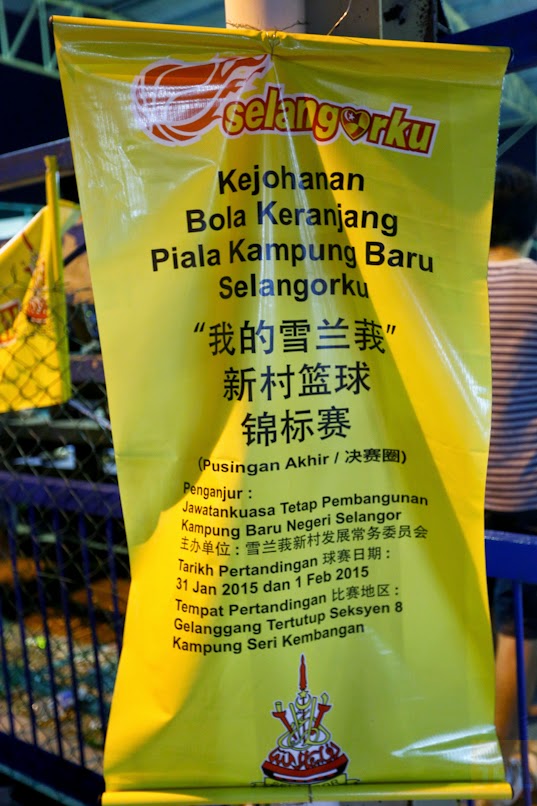 selangorku
Kejohanan
Bola Keranjang
Piala Kampung Baru
Selangorku
“我的雪兰莪”
新村篮球
锦标赛
(Pusingan Akhir / 决赛圈)
Penganjur :
Jawatankuasa Tetap Pembangunan
Kampung Baru Negeri Selangor
主办单位 : 雪兰莪新村发展常务委员会
Tarikh Pertandingan 球赛日期 :
31 Jan 2015 dan 1 Feb 2015
Tempat Pertandingan 比赛地区 :
Gelanggang Tertutup Seksyen 8
Kampung Seri Kembangan